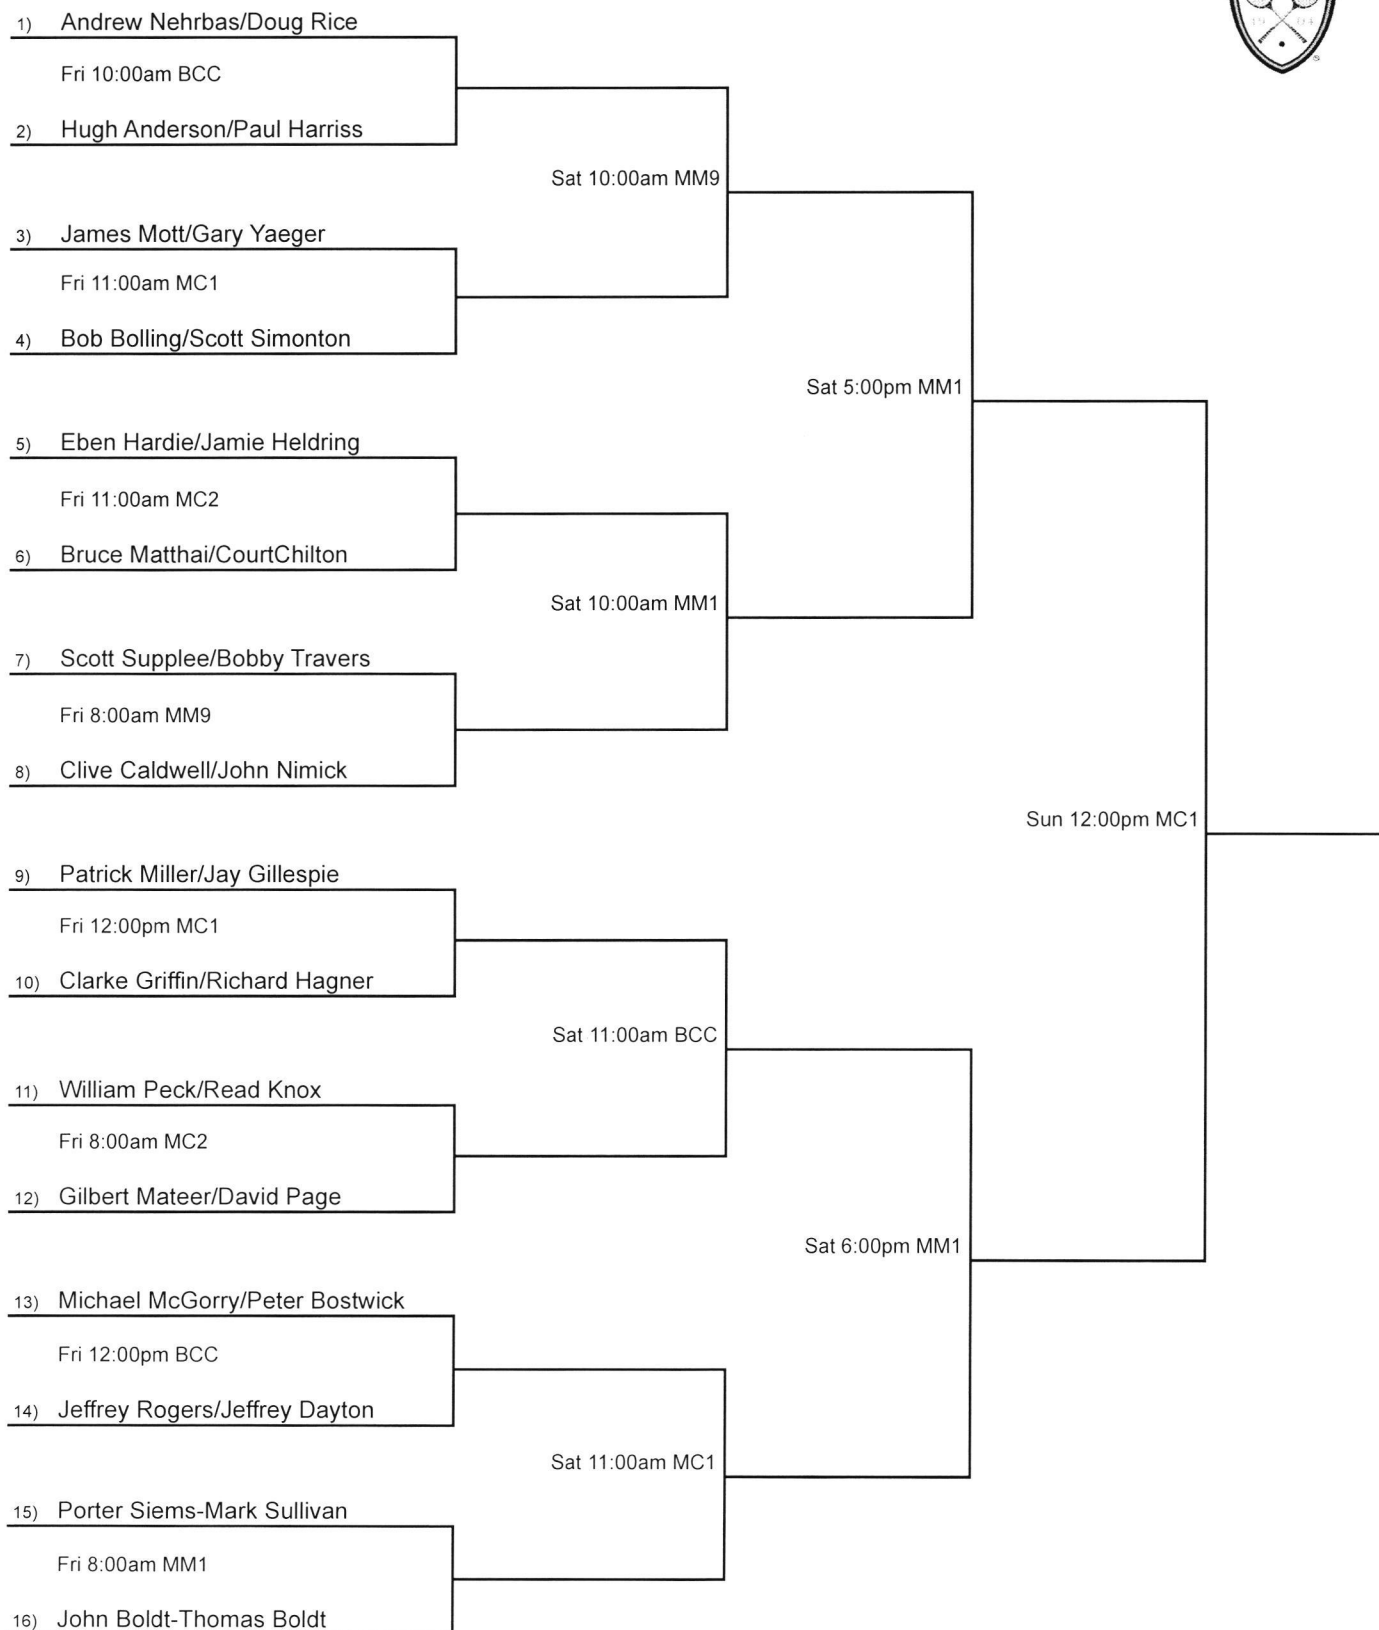 1) Andrew Nehrbas/Doug Rice
Fri 10:00am BCC
2) Hugh Anderson/Paul Harriss
Sat 10:00am MM9
3) James Mott/Gary Yaeger
Fri 11:00am MC1
4) Bob Bolling/Scott Simonton
Sat 5:00pm MM1
5) Eben Hardie/Jamie Heldring
Fri 11:00am MC2
6) Bruce Matthai/CourtChilton
Sat 10:00am MM1
7) Scott Supplee/Bobby Travers
Fri 8:00am MM9
8) Clive Caldwell/John Nimick
Sun 12:00pm MC1
9) Patrick Miller/Jay Gillespie
Fri 12:00pm MC1
10) Clarke Griffin/Richard Hagner
Sat 11:00am BCC
11) William Peck/Read Knox
Fri 8:00am MC2
12) Gilbert Mateer/David Page
Sat 6:00pm MM1
13) Michael McGorry/Peter Bostwick
Fri 12:00pm BCC
14) Jeffrey Rogers/Jeffrey Dayton
Sat 11:00am MC1
15) Porter Siems-Mark Sullivan
Fri 8:00am MM1
16) John Boldt-Thomas Boldt
19 04
®